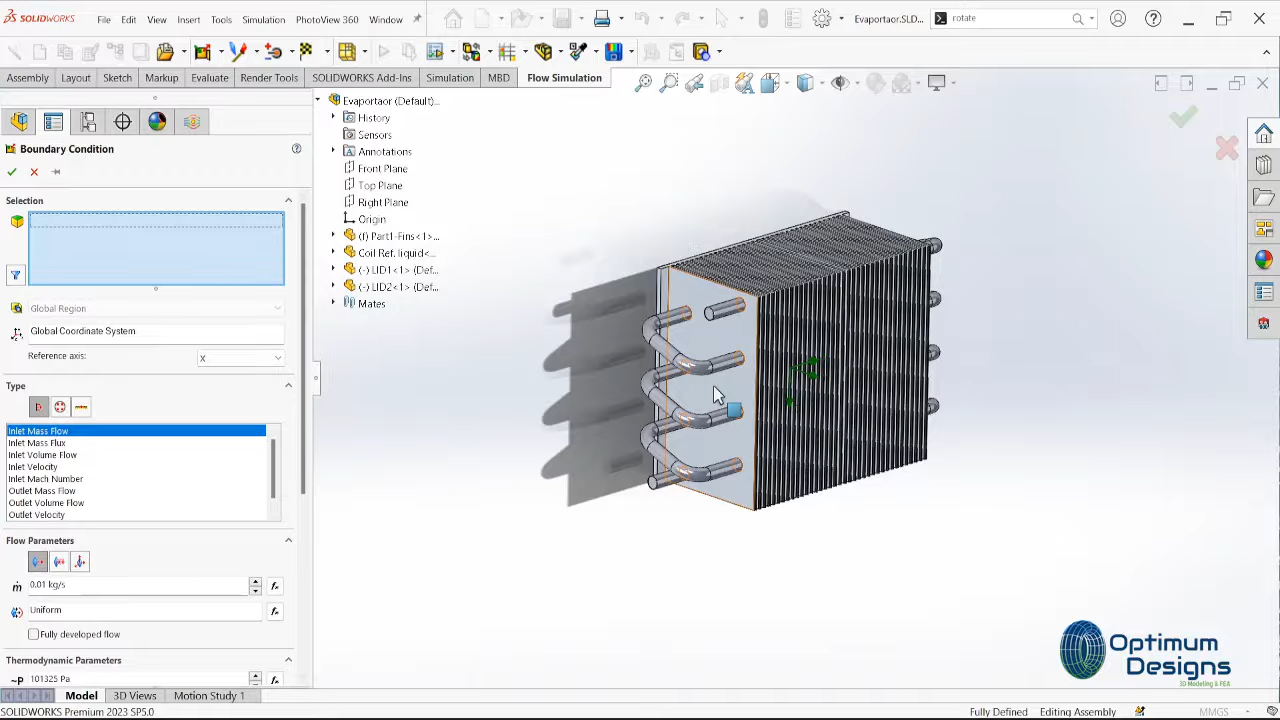 SOLIDWORKS File Edit View Insert Tools Simulation PhotoView 360 Window Evaportaor.SLD... rotate
Assembly Layout Sketch Markup Evaluate Render Tools SOLIDWORKS Add-Ins Simulation MBD Flow Simulation
Evaportaor (Default)...
History
Sensors
Annotations
Front Plane
Top Plane
Right Plane
Origin
(f) Part1-Fins<1>...
Coil Ref. liquid<...
(-) LID1<1> (Def...
(-) LID2<1> (Def...
Mates
Boundary Condition
Selection
Global Region
Global Coordinate System
Reference axis: X
Type
Inlet Mass Flow
Inlet Mass Flux
Inlet Volume Flow
Inlet Velocity
Inlet Mach Number
Outlet Mass Flow
Outlet Volume Flow
Outlet Velocity
Flow Parameters
ṁ 0.01 kg/s
Uniform
Fully developed flow
Thermodynamic Parameters
~P 101325 Pa
Optimum
Designs
3D Modeling & FEA
Model 3D Views Motion Study 1
SOLIDWORKS Premium 2023 SP5.0 Fully Defined Editing Assembly MMGS